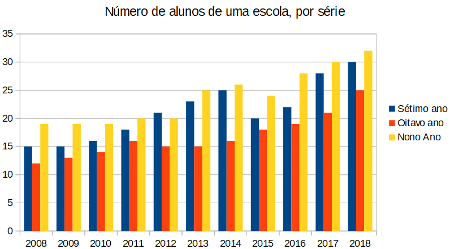 Número de alunos de uma escola, por série
35
30
25
20
15
10
5
0
2008 2009 2010 2011 2012 2013 2014 2015 2016 2017 2018
Sétimo ano
Oitavo ano
Nono Ano